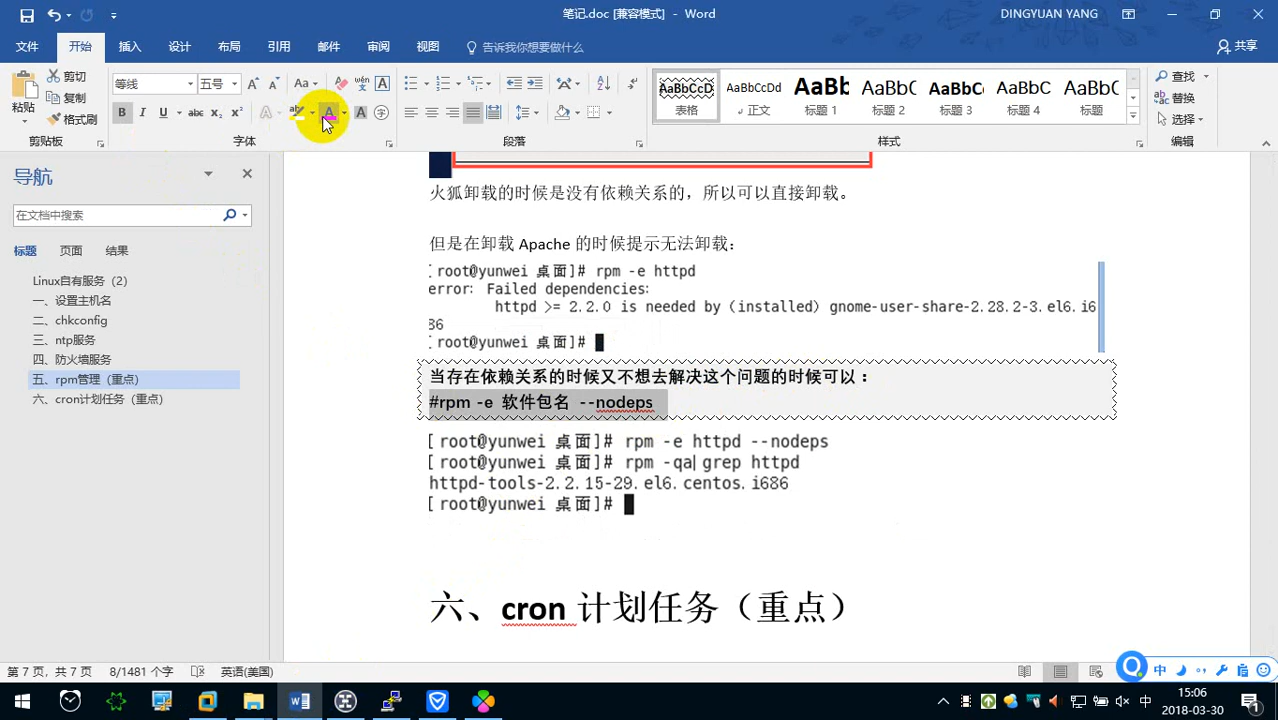 笔记.doc [兼容模式] - Word
DINGYUAN YANG
文件 开始 插入 设计 布局 引用 邮件 审阅 视图 告诉我你想要做什么 共享
粘贴
剪切
复制
格式刷
等线 五号
AaBbCcD AaBbCcDd AaBb AaBbC AaBbC AaBbC AaBbC
表格 正文 标题 1 标题 2 标题 3 标题 4 标题
查找
替换
选择
剪贴板 字体 段落 样式 编辑
导航
在文档中搜索
标题 页面 结果
Linux自有服务（2）
一、设置主机名
二、chkconfig
三、ntp服务
四、防火墙服务
五、rpm管理（重点）
六、cron计划任务（重点）
火狐卸载的时候是没有依赖关系的，所以可以直接卸载。
但是在卸载 Apache 的时候提示无法卸载：
[root@yunwei 桌面]# rpm -e httpd
error: Failed dependencies:
httpd >= 2.2.0 is needed by (installed) gnome-user-share-2.28.2-3.el6.i6
86
[root@yunwei 桌面]#
当存在依赖关系的时候又不想去解决这个问题的时候可以：
#rpm -e 软件包名 --nodeps
[root@yunwei 桌面]# rpm -e httpd --nodeps
[root@yunwei 桌面]# rpm -qa| grep httpd
httpd-tools-2.2.15-29.el6.centos.i686
[root@yunwei 桌面]#
六、cron 计划任务（重点）
第 7 页，共 7 页 8/1481 个字 英语(美国)
中
中 15:06
2018-03-30